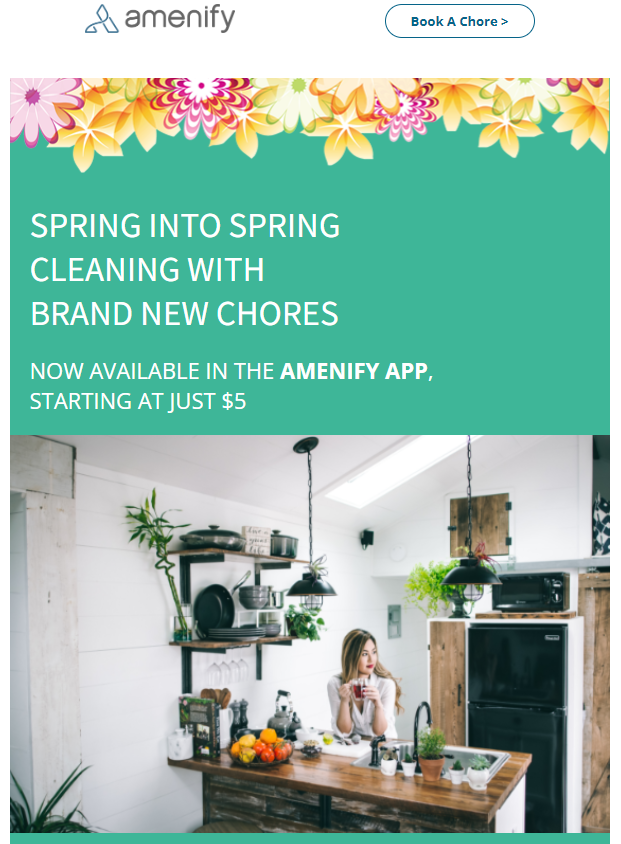 amenify
Book A Chore >
SPRING INTO SPRING
CLEANING WITH
BRAND NEW CHORES
NOW AVAILABLE IN THE AMENIFY APP,
STARTING AT JUST $5